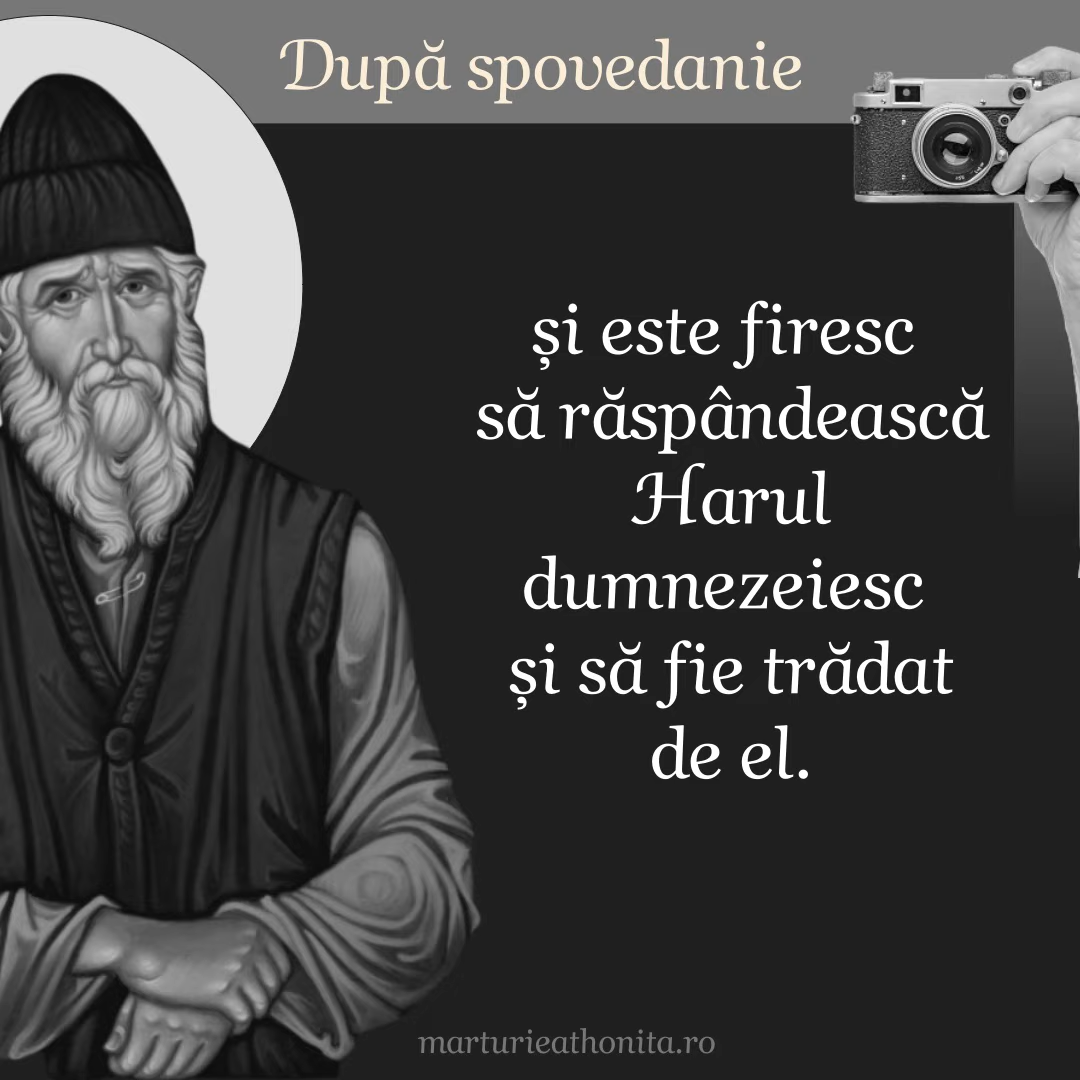 După spovedanie
și este firesc
să răspândească
Harul
dumnezeiesc
și să fie trădat
de el.
marturieathonita.ro